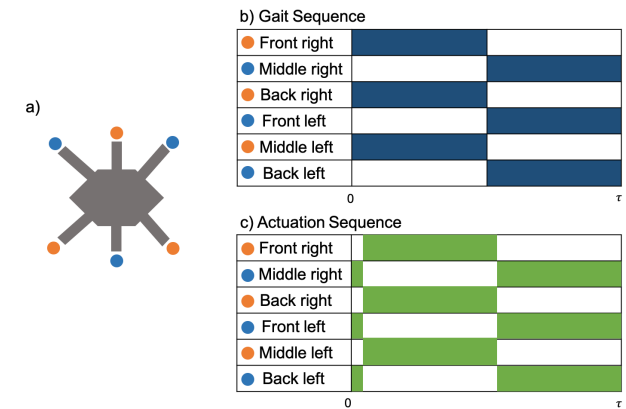 a)
b) Gait Sequence
Front right
Middle right
Back right
Front left
Middle left
Back left
0 τ
c) Actuation Sequence
Front right
Middle right
Back right
Front left
Middle left
Back left
0 τ